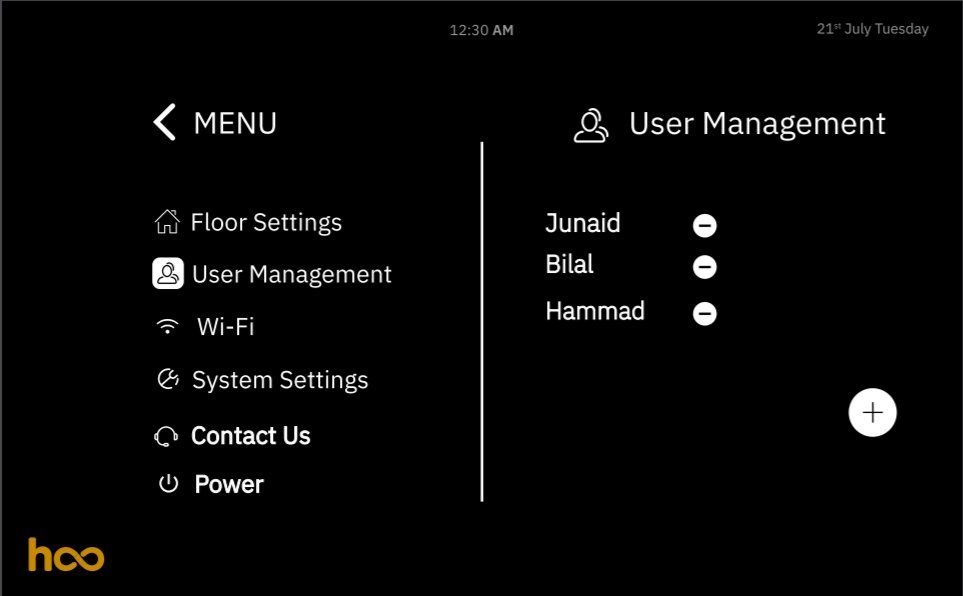 12:30 AM
21st July Tuesday
MENU
Floor Settings
User Management
Wi-Fi
System Settings
Contact Us
Power
User Management
Junaid
Bilal
Hammad
hoo